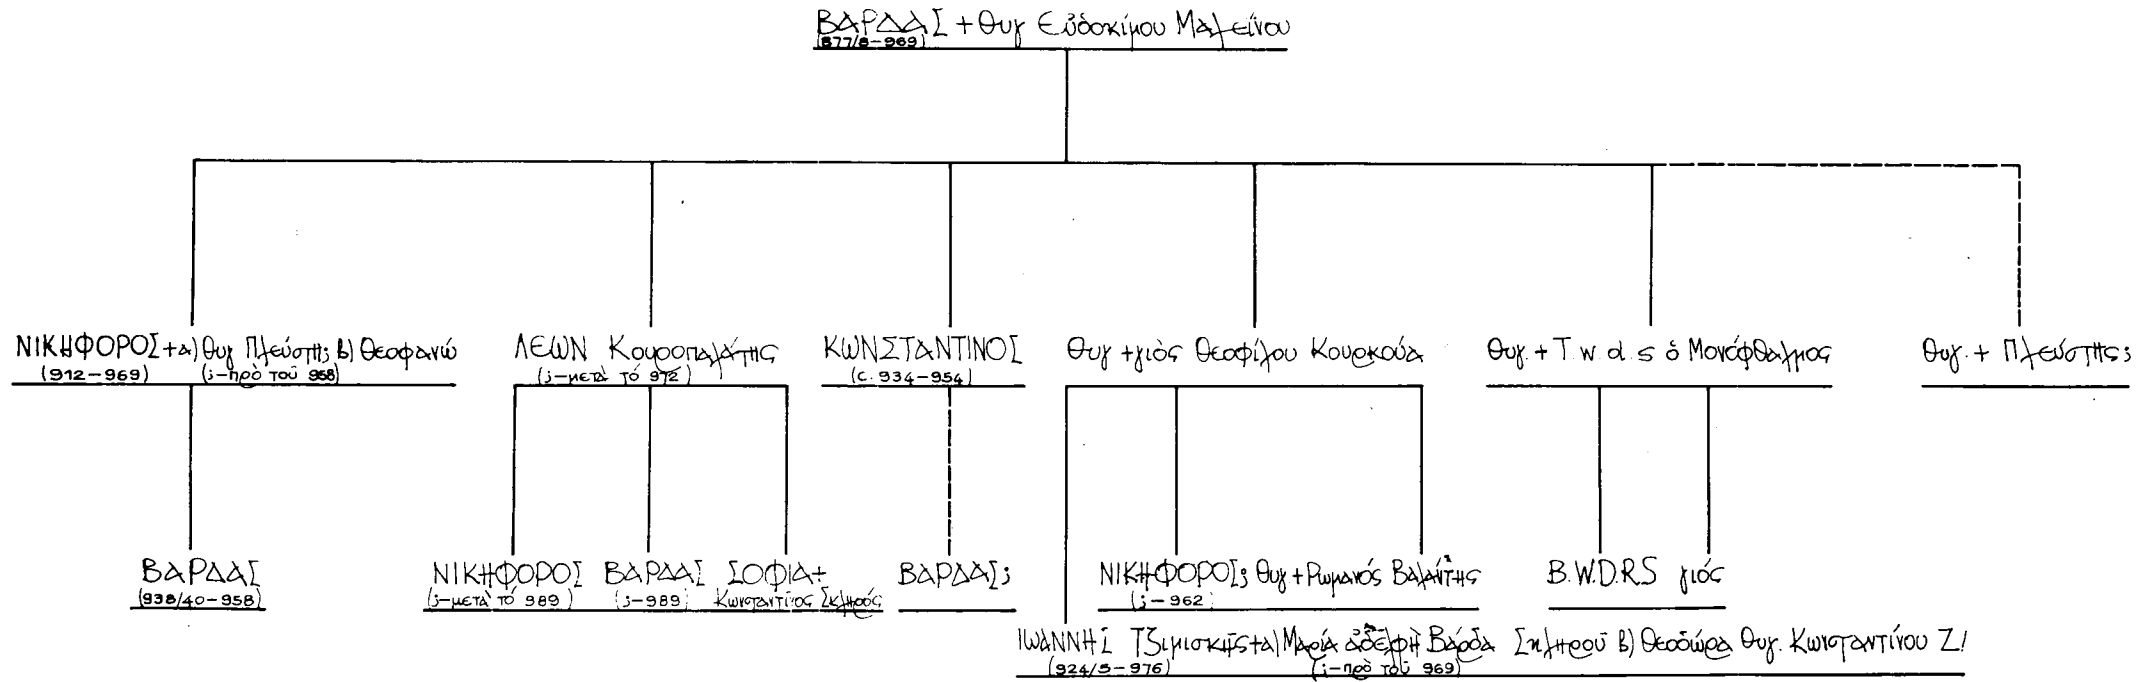 ΒΑΡΔΑΣ + Θυγ Εὐδοκίμου Μαλεΐνου
(877/8-969)
ΝΙΚΗΦΟΡΟΣ + α) Θυγ Πλεύστη; β) Θεοφανώ
(912-969) (;-πρὸ τοῦ 958)
ΛΕΩΝ Κουροπαλάτης
(;-μετὰ τό 972)
ΚΩΝΣΤΑΝΤΙΝΟΣ
(c. 934-954)
Θυγ + γιὸς Θεοφίλου Κουρκούα
Θυγ. + T.w.d.s ὁ Μονόφθαλμος
Θυγ. + Πλεύστης;
ΒΑΡΔΑΣ
(938/40-958)
ΝΙΚΗΦΟΡΟΣ
(;-μετὰ τό 989)
ΒΑΡΔΑΣ
(;-989)
ΣΟΦΙΑ +
Κωνσταντῖνος Σκληρός
ΒΑΡΔΑΣ;
ΝΙΚΗΦΟΡΟΣ; Θυγ + Ρωμανός Βαλάντης
(;-962)
B.W.D.R.S γιός
ΙΩΑΝΝΗΣ Τζιμισκῆς + α) Μαρία ἀδελφὴ Βάρδα Σκληροῦ β) Θεοδώρα Θυγ. Κωνσταντίνου Ζ!
(924/5-976) (;-πρὸ τοῦ 969)